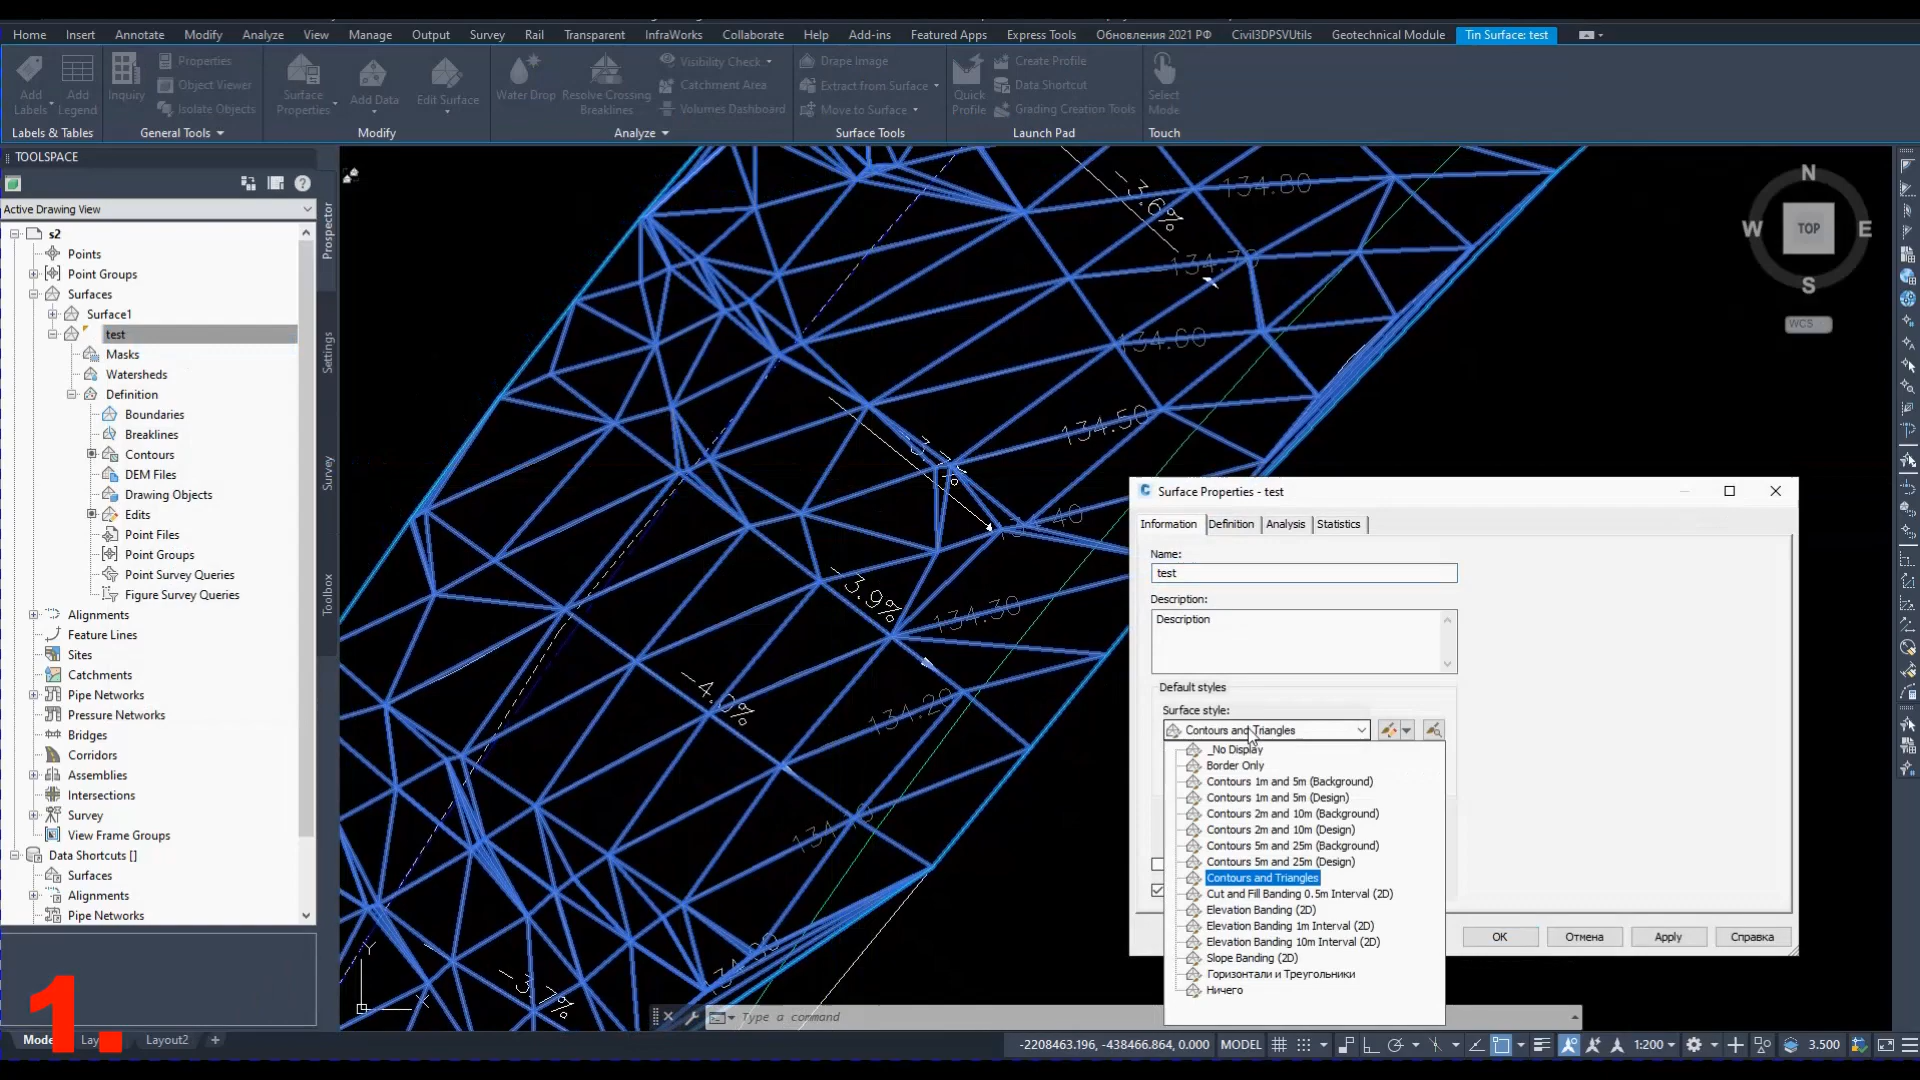 Home Insert Annotate Modify Analyze View Manage Output Survey Rail Transparent InfraWorks Collaborate Help Add-ins Featured Apps Express Tools Обновления 2021 РФ Civil3DPSVUtils Geotechnical Module Tin Surface: test
Add Labels Add Legend Inquiry Properties Object Viewer Isolate Objects
Surface Properties Add Data Edit Surface
Water Drop Resolve Crossing Breaklines Visibility Check Catchment Area Volumes Dashboard
Drape Image Extract from Surface Move to Surface
Quick Profile Create Profile Data Shortcut Grading Creation Tools
Select Mode
Labels & Tables General Tools Modify Analyze Surface Tools Launch Pad Touch
TOOLSPACE
Active Drawing View
s2
Points
Point Groups
Surfaces
Surface1
test
Masks
Watersheds
Definition
Boundaries
Breaklines
Contours
DEM Files
Drawing Objects
Edits
Point Files
Point Groups
Point Survey Queries
Figure Survey Queries
Alignments
Feature Lines
Sites
Catchments
Pipe Networks
Pressure Networks
Bridges
Corridors
Assemblies
Intersections
Survey
View Frame Groups
Data Shortcuts []
Surfaces
Alignments
Pipe Networks
Prospector
Settings
Survey
Toolbox
-3.6%
134.80
134.70
134.60
134.50
134.30
-3.9%
134.20
-4.0%
-3.7%
Y
X
N
W TOP E
S
WCS
Surface Properties - test
Information Definition Analysis Statistics
Name:
test
Description:
Description
Default styles
Surface style:
Contours and Triangles
_No Display
Border Only
Contours 1m and 5m (Background)
Contours 1m and 5m (Design)
Contours 2m and 10m (Background)
Contours 2m and 10m (Design)
Contours 5m and 25m (Background)
Contours 5m and 25m (Design)
Contours and Triangles
Cut and Fill Banding 0.5m Interval (2D)
Elevation Banding (2D)
Elevation Banding 1m Interval (2D)
Elevation Banding 10m Interval (2D)
Slope Banding (2D)
Горизонтали и Треугольники
Ничего
OK Отмена Apply Справка
Type a command
1.
Layout2 +
-2208463.196, -438466.864, 0.000 MODEL 1:200 3.500